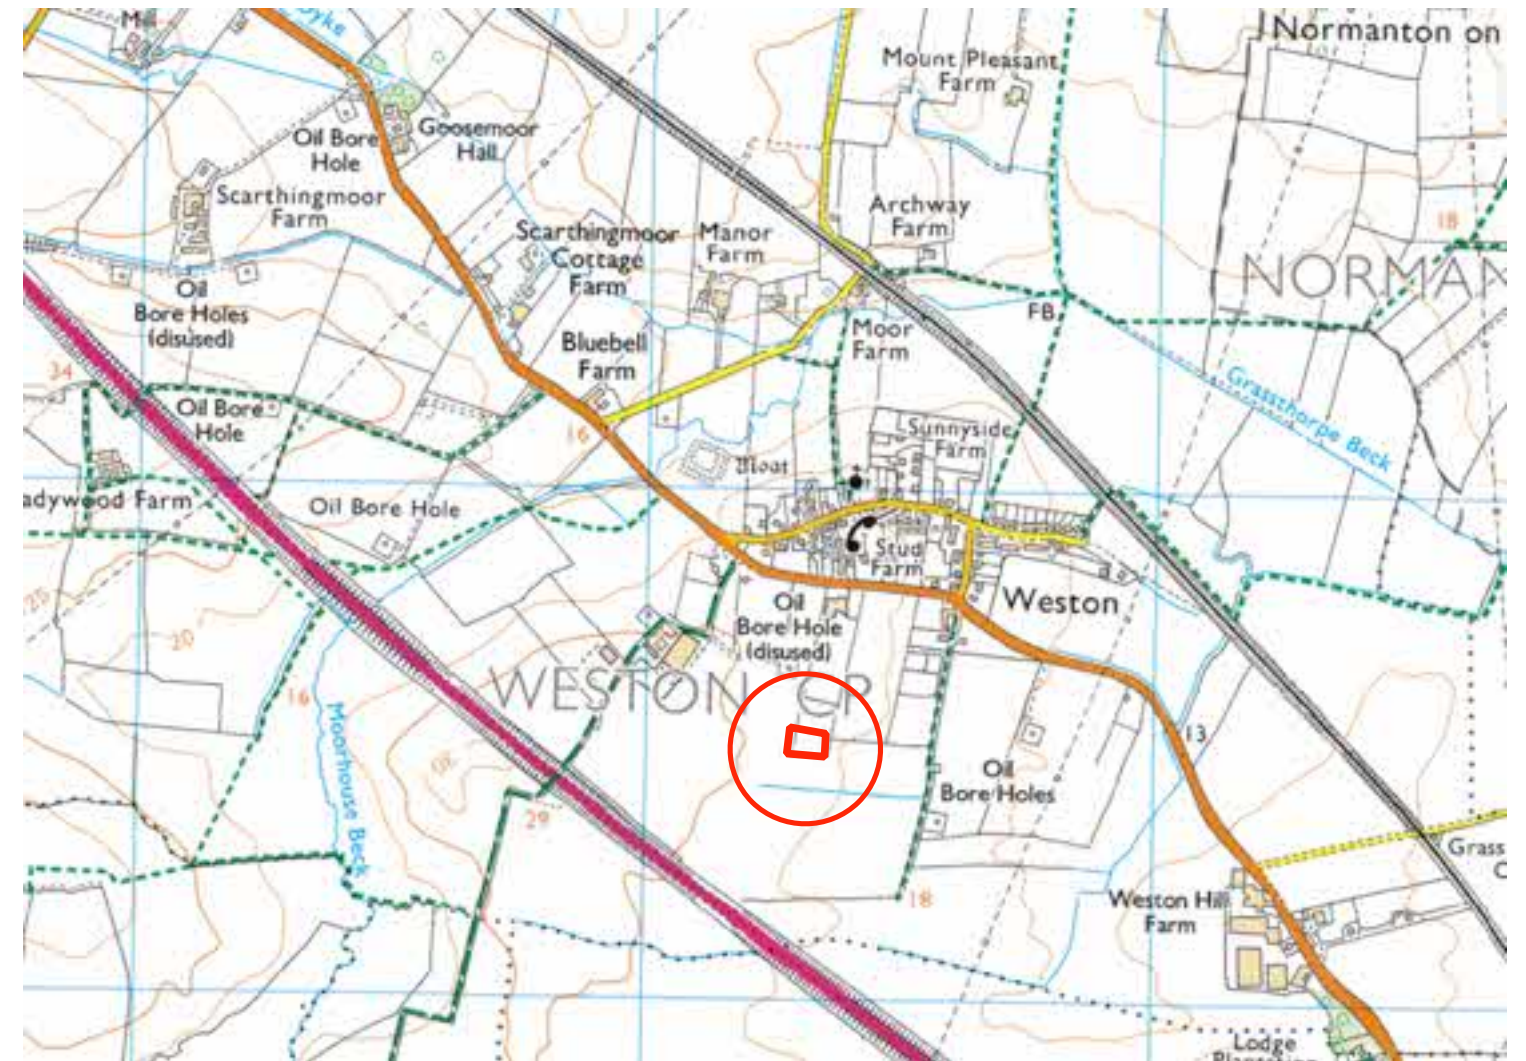 Mill
Dyke
Normanton on
Mount Pleasant
Farm
Oil Bore
Hole
Goosemoor
Hall
Scarthingmoor
Farm
Archway
Farm
18
Scarthingmoor
Cottage
Farm
Manor
Farm
NORMAN
Oil
Bore Holes
(disused)
FB
Moor
Farm
Bluebell
Farm
34
Grassthorpe Beck
Oil Bore
Hole
16
Sunnyside
Farm
Moat
adywood Farm
Oil Bore Hole
Stud
Farm
25
20
Oil
Bore Hole
(disused)
Weston
WESTON CP
16
Moorhouse Beck
13
30
Oil
Bore Holes
29
Grass
18
Weston Hill
Farm
Lodge
Plantation